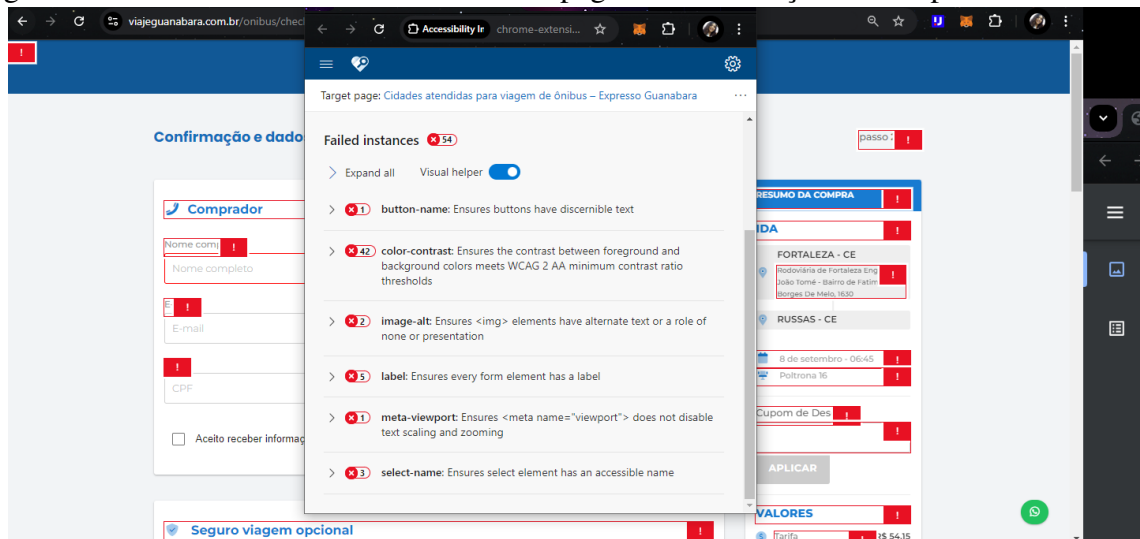 viajeguanabara.com.br/onibus/chec
Accessibility In
chrome-extensi...
Target page: Cidades atendidas para viagem de ônibus – Expresso Guanabara
Confirmação e dado
passo
Failed instances 54
Expand all Visual helper
1 button-name: Ensures buttons have discernible text
42 color-contrast: Ensures the contrast between foreground and
background colors meets WCAG 2 AA minimum contrast ratio
thresholds
2 image-alt: Ensures <img> elements have alternate text or a role of
none or presentation
5 label: Ensures every form element has a label
1 meta-viewport: Ensures <meta name="viewport"> does not disable
text scaling and zooming
3 select-name: Ensures select element has an accessible name
Comprador
Nome com
Nome completo
E
E-mail
CPF
Aceito receber informaç
Seguro viagem opcional
RESUMO DA COMPRA
IDA
FORTALEZA - CE
Rodoviária de Fortaleza Eng
João Tomé - Bairro de Fatim
Borges De Melo, 1630
RUSSAS - CE
8 de setembro - 06:45
Poltrona 16
Cupom de Des
APLICAR
VALORES
Tarifa R$ 54,15